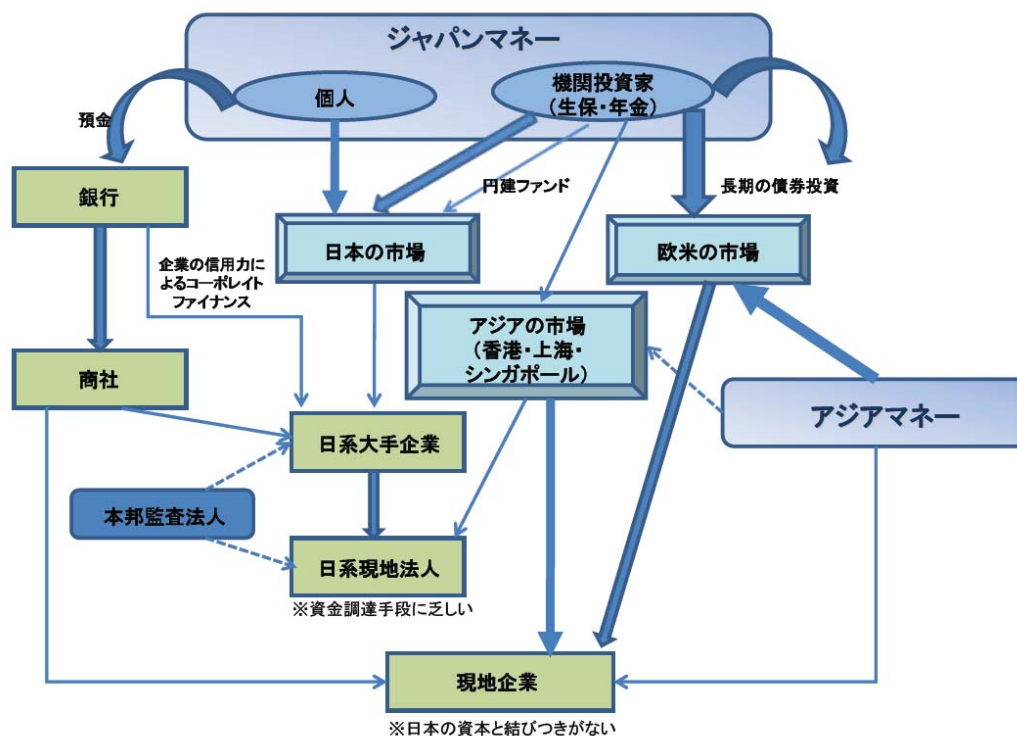 ジャパンマネー
個人
機関投資家
(生保・年金)
預金
銀行
円建ファンド
長期の債券投資
日本の市場
欧米の市場
企業の信用力に
よるコーポレイト
ファイナンス
アジアの市場
(香港・上海・
シンガポール)
商社
アジアマネー
日系大手企業
本邦監査法人
日系現地法人
※資金調達手段に乏しい
現地企業
※日本の資本と結びつきがない